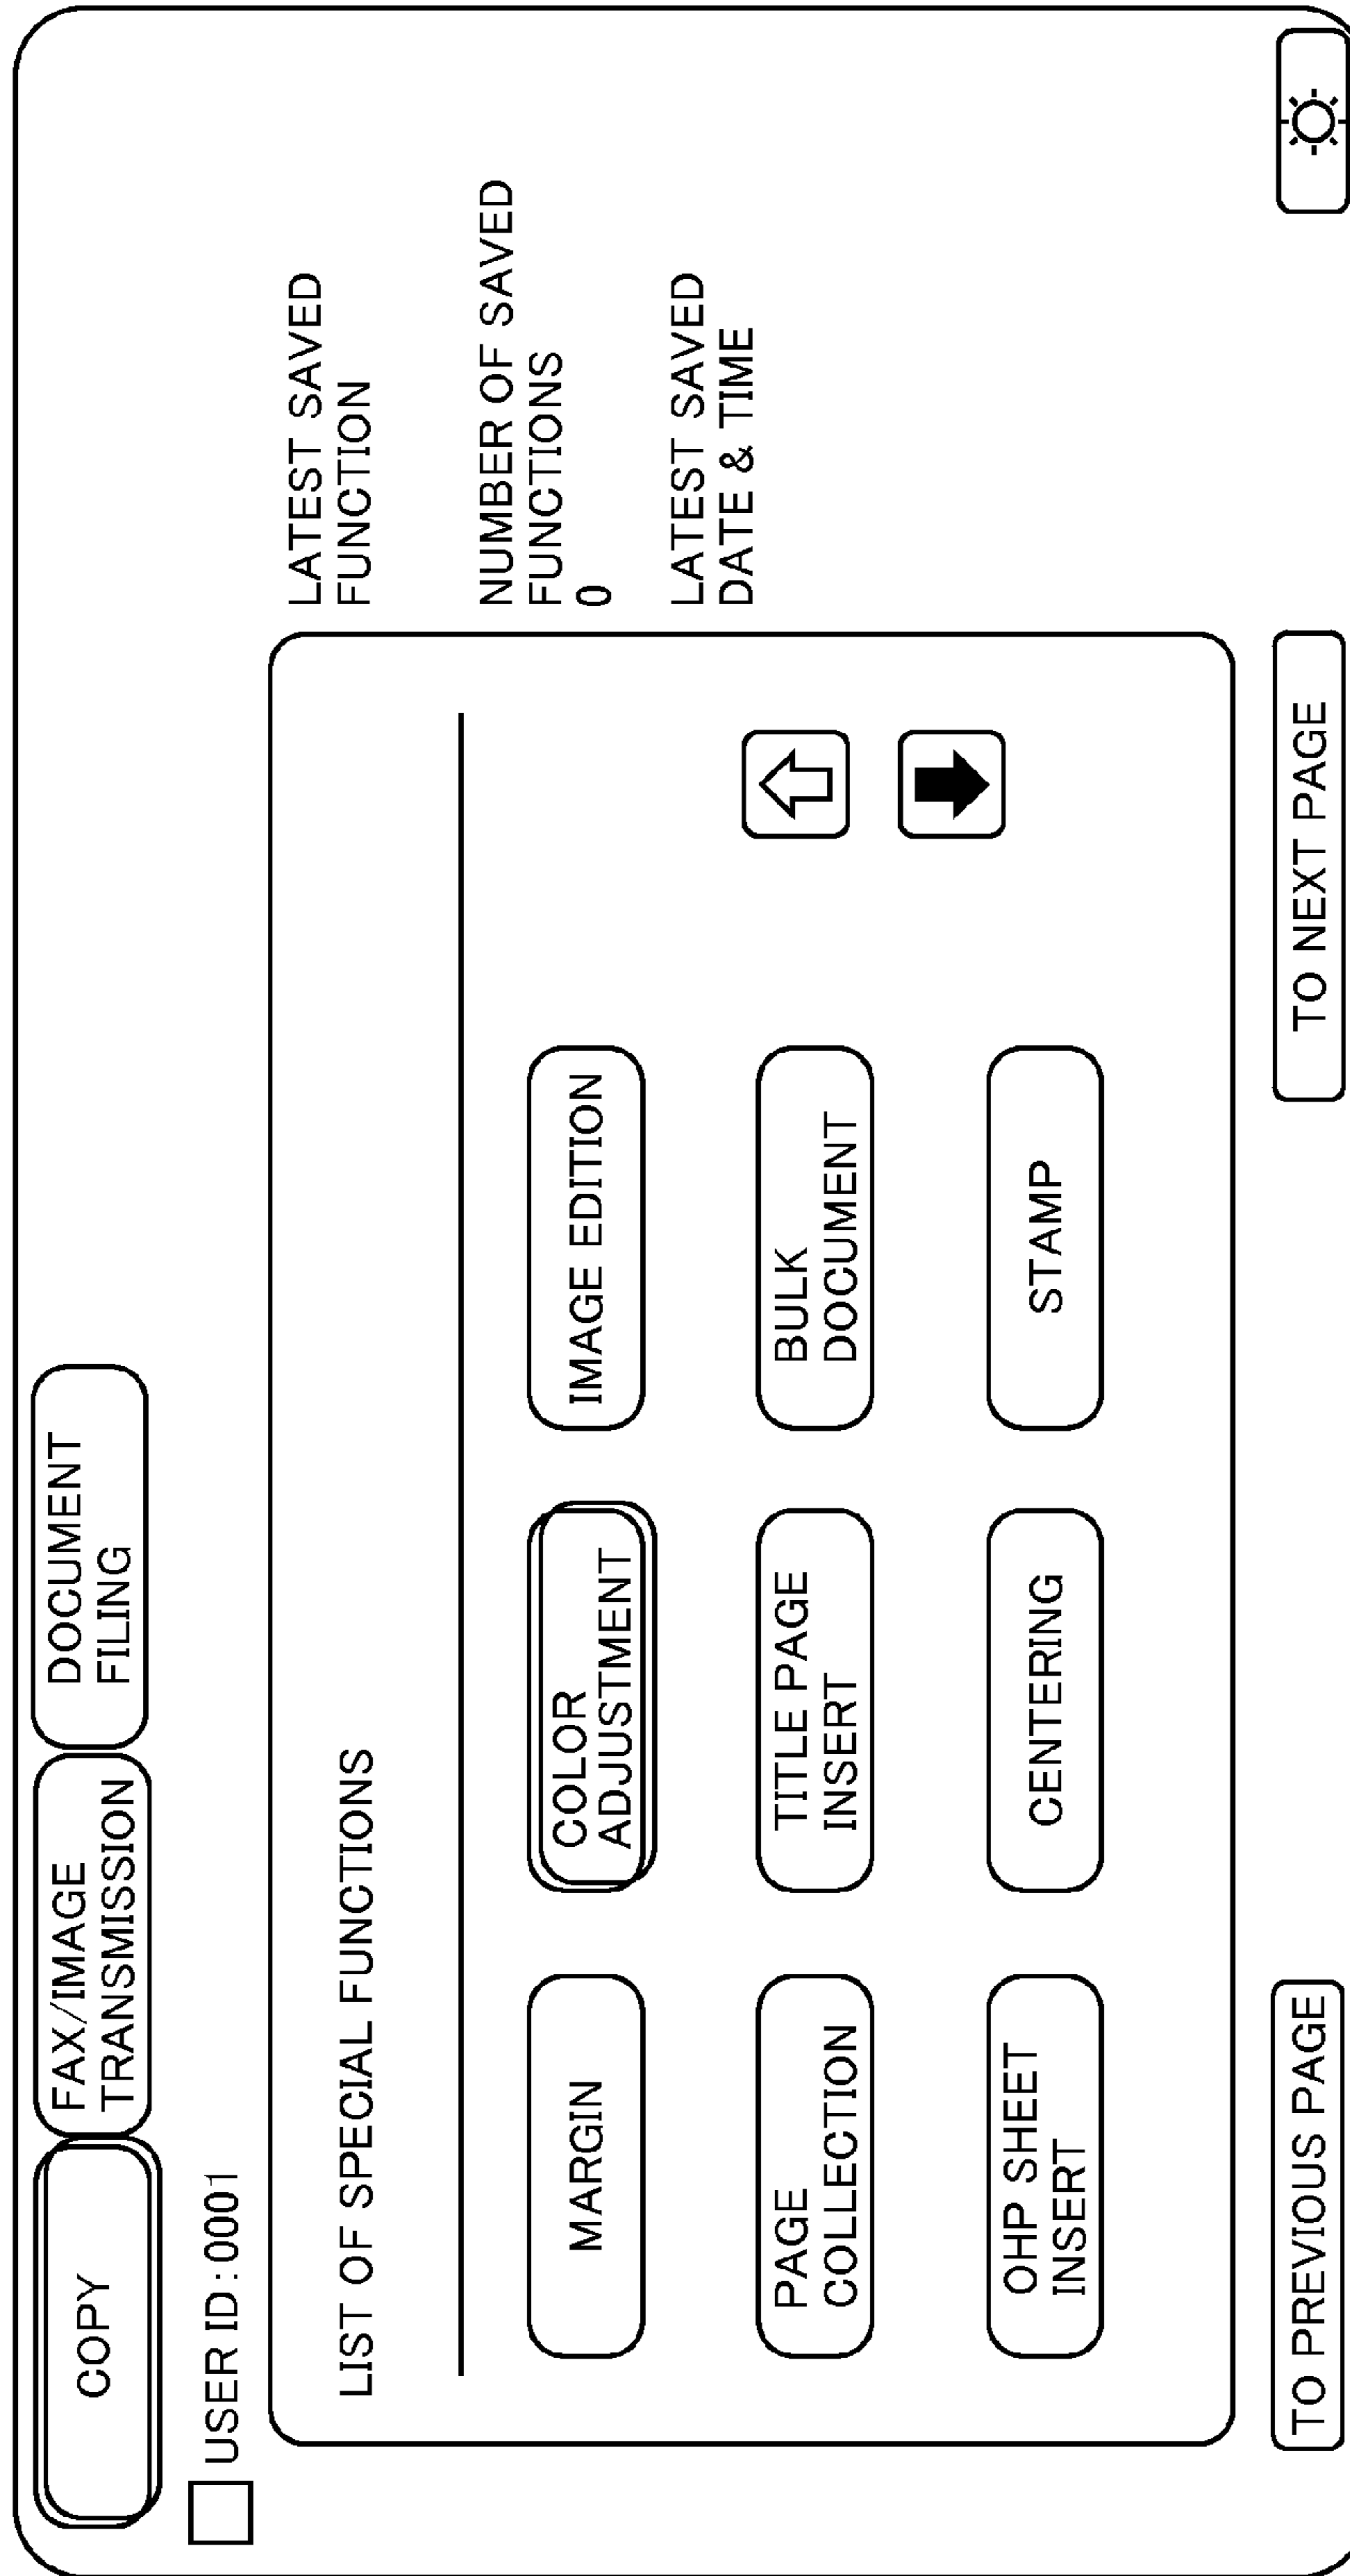 COPY
FAX/IMAGE
TRANSMISSION
DOCUMENT
FILING
USER ID:0001
LIST OF SPECIAL FUNCTIONS
MARGIN
COLOR
ADJUSTMENT
IMAGE EDITION
PAGE
COLLECTION
TITLE PAGE
INSERT
BULK
DOCUMENT
OHP SHEET
INSERT
CENTERING
STAMP
LATEST SAVED
FUNCTION
NUMBER OF SAVED
FUNCTIONS
0
LATEST SAVED
DATE & TIME
TO PREVIOUS PAGE
TO NEXT PAGE